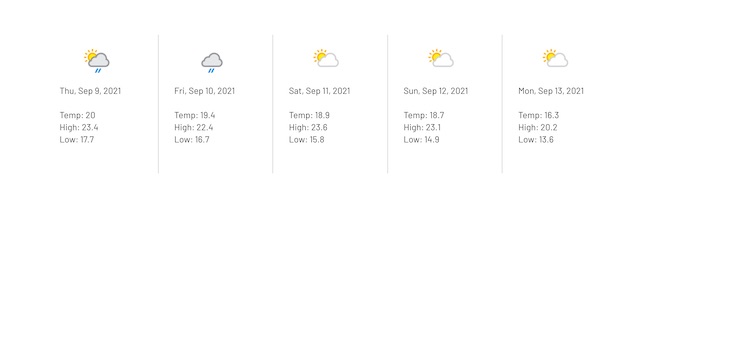 Thu, Sep 9, 2021
Temp: 20
High: 23.4
Low: 17.7
Fri, Sep 10, 2021
Temp: 19.4
High: 22.4
Low: 16.7
Sat, Sep 11, 2021
Temp: 18.9
High: 23.6
Low: 15.8
Sun, Sep 12, 2021
Temp: 18.7
High: 23.1
Low: 14.9
Mon, Sep 13, 2021
Temp: 16.3
High: 20.2
Low: 13.6